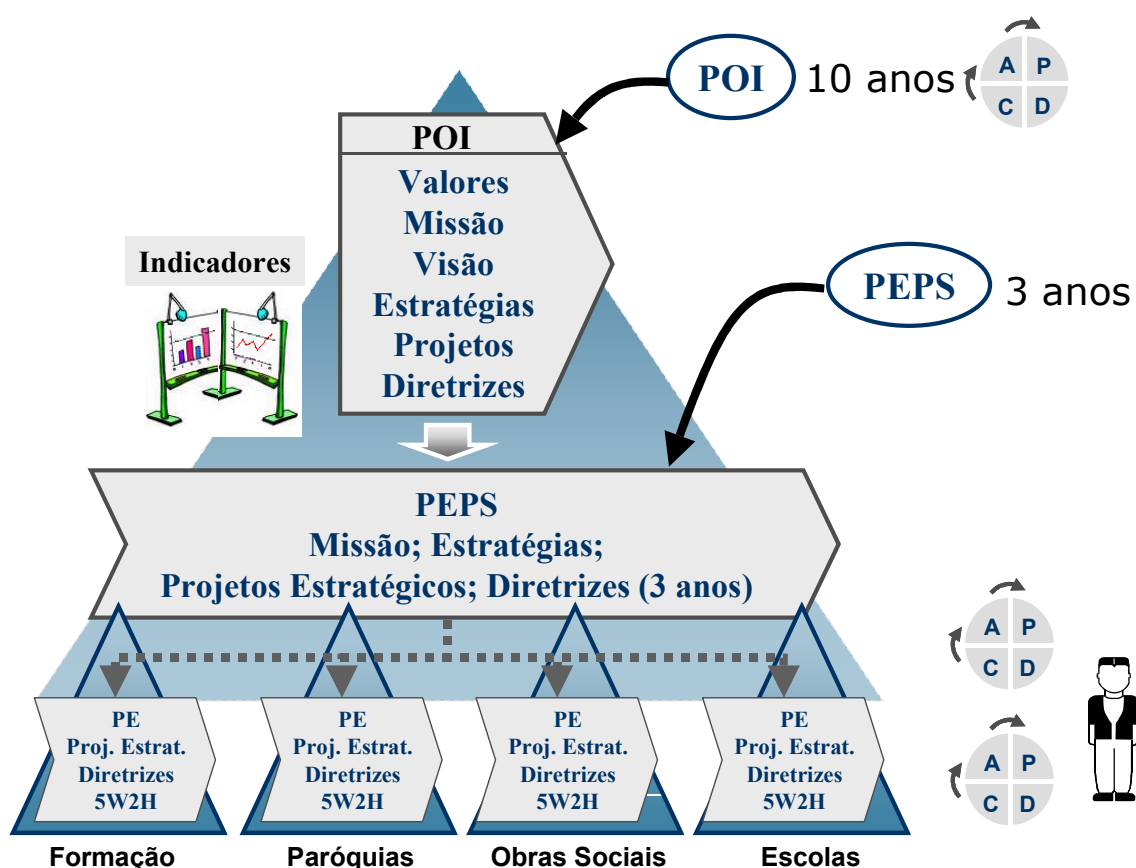 POI
10 anos
A P
C D
POI
Valores
Missão
Visão
Estratégias
Projetos
Diretrizes
Indicadores
PEPS
3 anos
PEPS
Missão; Estratégias;
Projetos Estratégicos; Diretrizes (3 anos)
A P
C D
PE
Proj. Estrat.
Diretrizes
5W2H
PE
Proj. Estrat.
Diretrizes
5W2H
PE
Proj. Estrat.
Diretrizes
5W2H
PE
Proj. Estrat.
Diretrizes
5W2H
A P
C D
Formação
Paróquias
Obras Sociais
Escolas